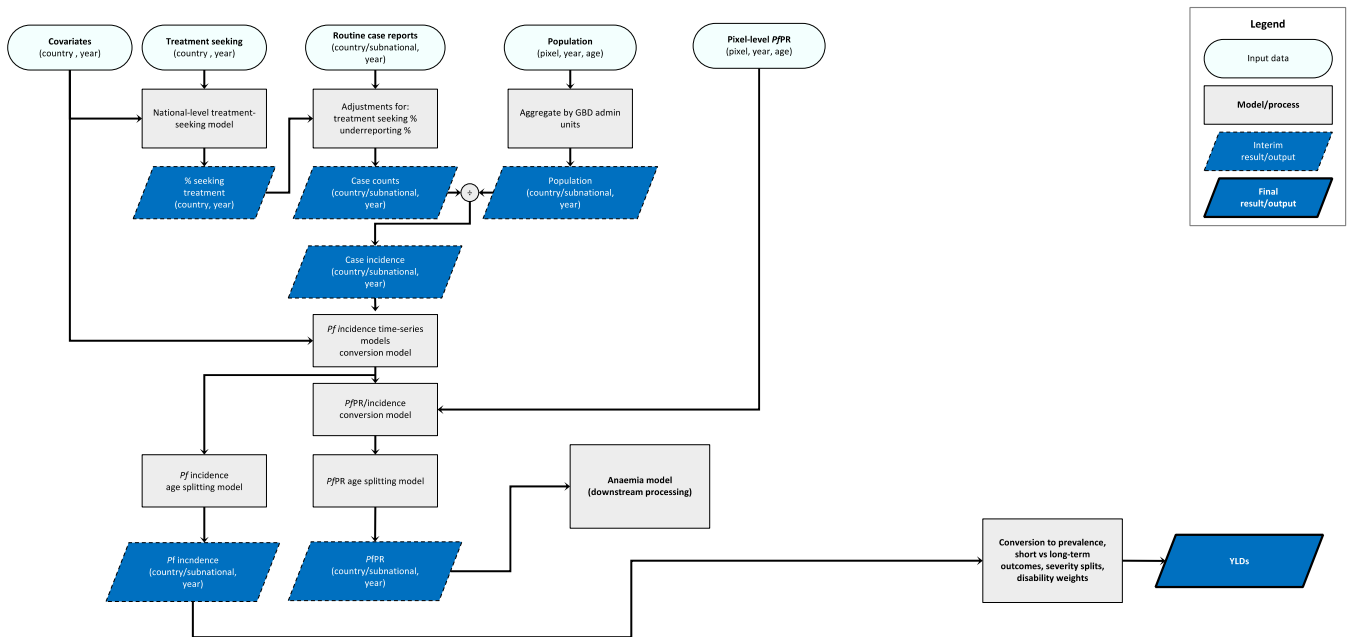 Covariates
(country , year)
Treatment seeking
(country , year)
Routine case reports
(country/subnational,
year)
Population
(pixel, year, age)
Pixel-level PfPR
(pixel, year, age)
Legend
Input data
Model/process
Interim
result/output
Final
result/output
National-level treatment-
seeking model
Adjustments for:
treatment seeking %
underreporting %
Aggregate by GBD admin
units
% seeking
treatment
(country, year)
Case counts
(country/subnational,
year)
÷
Population
(country/subnational,
year)
Case incidence
(country/subnational,
year)
Pf incidence time-series
models
conversion model
PfPR/incidence
conversion model
Pf incidence
age splitting model
PfPR age splitting model
Anaemia model
(downstream processing)
Pf incndence
(country/subnational,
year)
PfPR
(country/subnational,
year)
Conversion to prevalence,
short vs long-term
outcomes, severity splits,
disability weights
YLDs